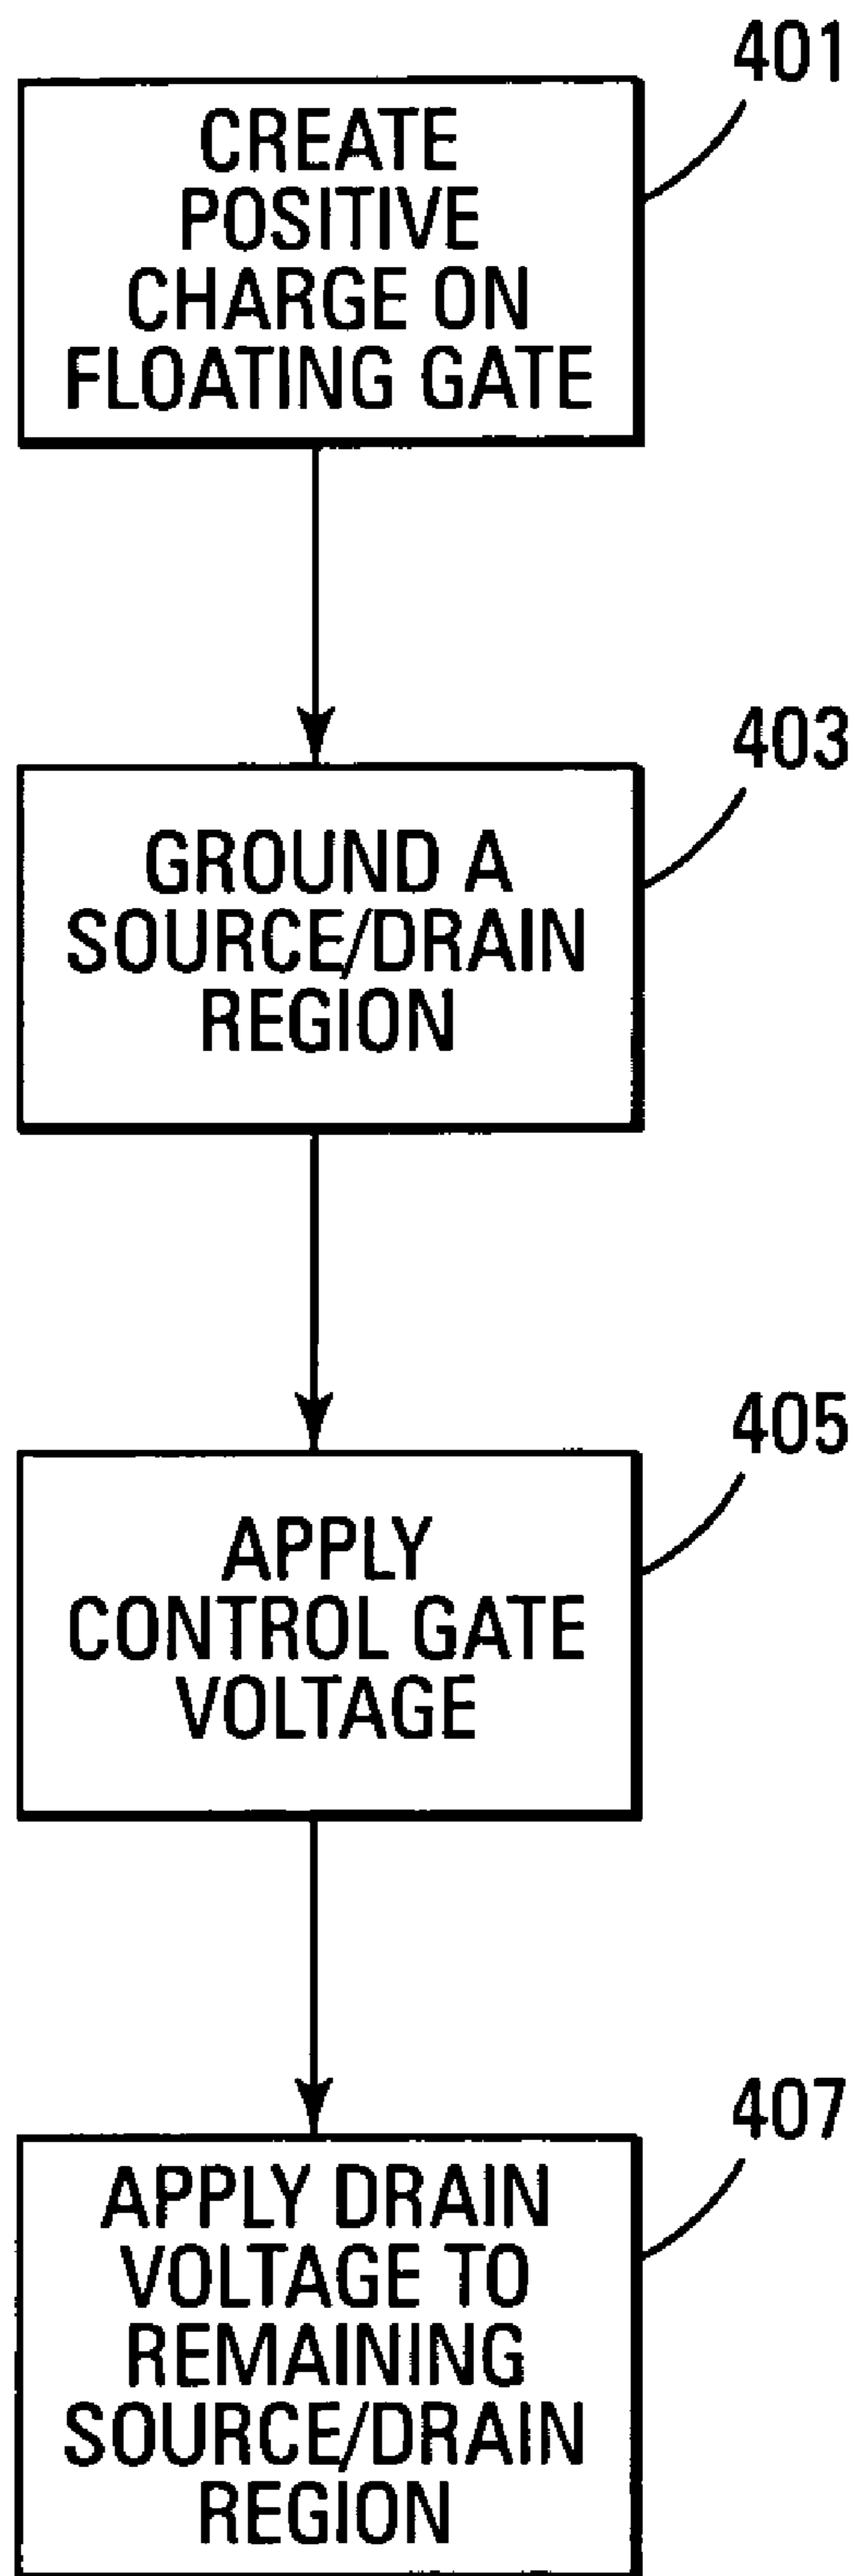 401
CREATE
POSITIVE
CHARGE ON
FLOATING GATE
403
GROUND A
SOURCE/DRAIN
REGION
405
APPLY
CONTROL GATE
VOLTAGE
407
APPLY DRAIN
VOLTAGE TO
REMAINING
SOURCE/DRAIN
REGION